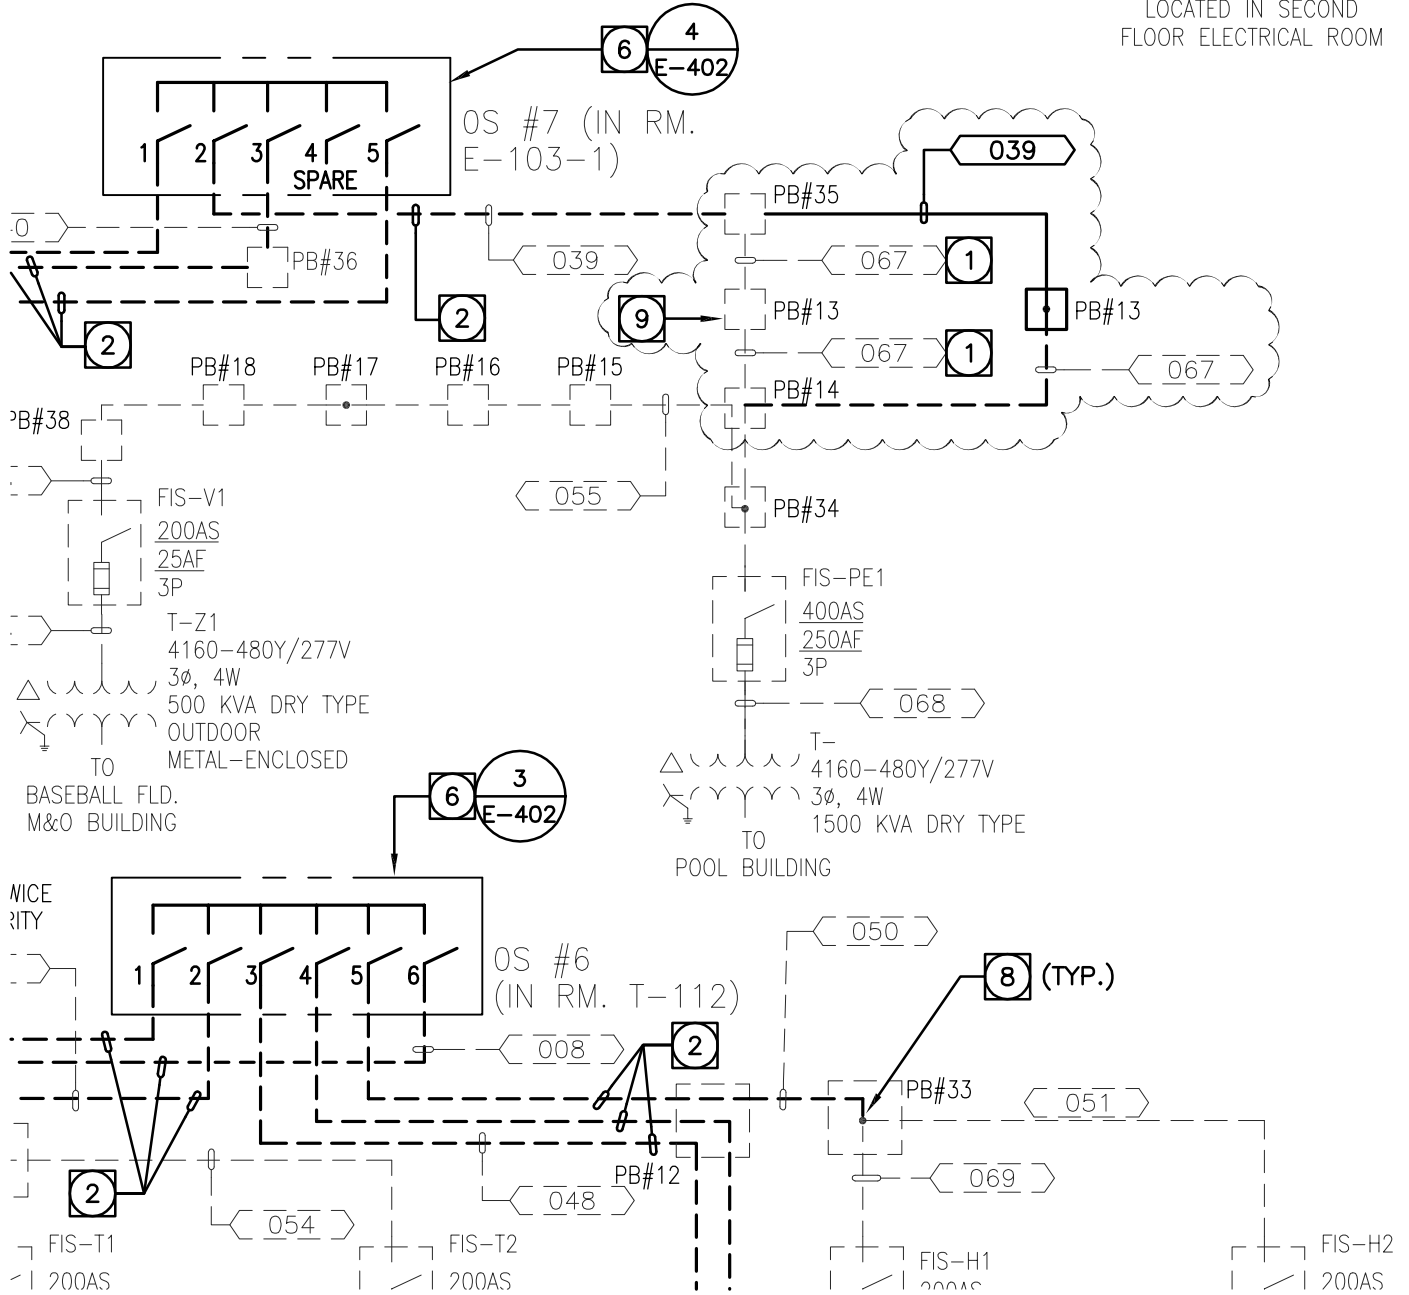 LOCATED IN SECOND
FLOOR ELECTRICAL ROOM
6
4
E-402
OS #7 (IN RM.
E-103-1)
1 2 3 4 5
SPARE
039
PB#35
PB#36
039
067
1
2
2
9
PB#13
PB#13
067
1
067
PB#18
PB#17
PB#16
PB#15
PB#14
PB#38
055
PB#34
FIS-V1
200AS
25AF
3P
FIS-PE1
400AS
250AF
3P
T-Z1
4160-480Y/277V
3ø, 4W
500 KVA DRY TYPE
OUTDOOR
METAL-ENCLOSED
TO
BASEBALL FLD.
M&O BUILDING
068
T-
4160-480Y/277V
3ø, 4W
1500 KVA DRY TYPE
TO
POOL BUILDING
6
3
E-402
OS #6
(IN RM. T-112)
1 2 3 4 5 6
050
8 (TYP.)
008
2
PB#33
051
PB#12
069
2
048
054
FIS-T1
200AS
FIS-T2
200AS
FIS-H1
200AS
FIS-H2
200AS